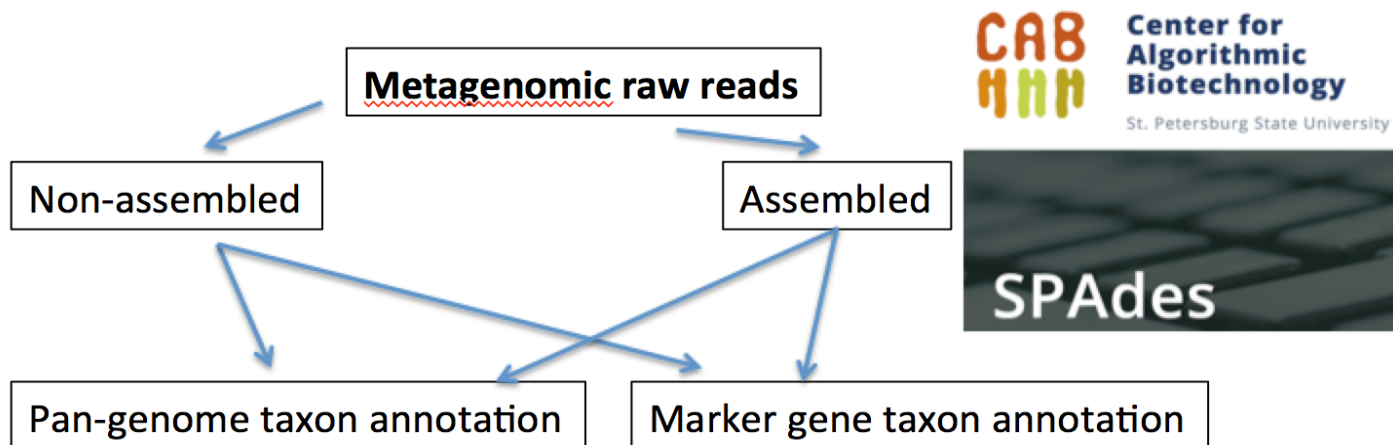 Metagenomic raw reads
CAB
Center for
Algorithmic
Biotechnology
St. Petersburg State University
Non-assembled
Assembled
SPAdes
Pan-genome taxon annotation
Marker gene taxon annotation